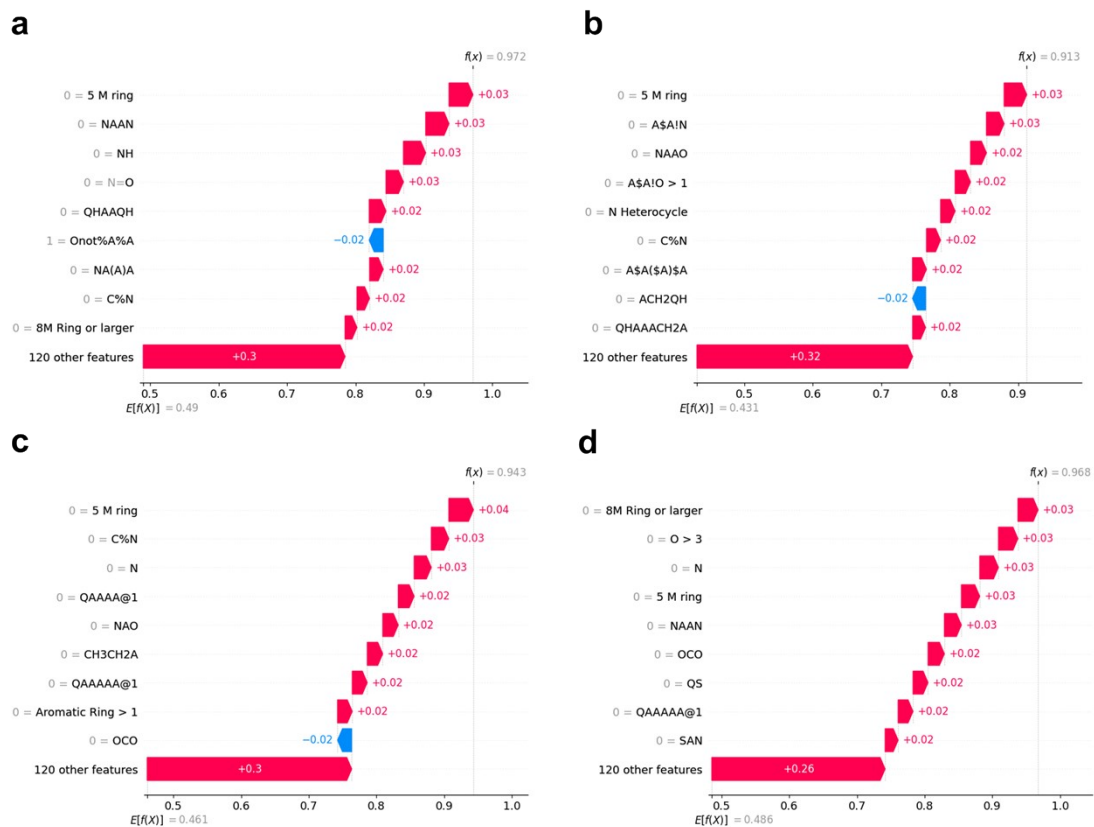 a
f(x) = 0.972
0 = 5 M ring +0.03
0 = NAAN +0.03
0 = NH +0.03
0 = N=O +0.03
0 = QHAAQH +0.02
1 = Onot%A%A −0.02
0 = NA(A)A +0.02
0 = C%N +0.02
0 = 8M Ring or larger +0.02
120 other features +0.3
0.5 0.6 0.7 0.8 0.9 1.0
E[f(X)] = 0.49
b
f(x) = 0.913
0 = 5 M ring +0.03
0 = A$A!N +0.03
0 = NAAO +0.02
0 = A$A!O > 1 +0.02
0 = N Heterocycle +0.02
0 = C%N +0.02
0 = A$A($A)$A +0.02
0 = ACH2QH −0.02
0 = QHAAACH2A +0.02
120 other features +0.32
0.5 0.6 0.7 0.8 0.9
E[f(X)] = 0.431
c
f(x) = 0.943
0 = 5 M ring +0.04
0 = C%N +0.03
0 = N +0.03
0 = QAAAA@1 +0.02
0 = NAO +0.02
0 = CH3CH2A +0.02
0 = QAAAAA@1 +0.02
0 = Aromatic Ring > 1 +0.02
0 = OCO −0.02
120 other features +0.3
0.5 0.6 0.7 0.8 0.9 1.0
E[f(X)] = 0.461
d
f(x) = 0.968
0 = 8M Ring or larger +0.03
0 = O > 3 +0.03
0 = N +0.03
0 = 5 M ring +0.03
0 = NAAN +0.03
0 = OCO +0.02
0 = QS +0.02
0 = QAAAAA@1 +0.02
0 = SAN +0.02
120 other features +0.26
0.5 0.6 0.7 0.8 0.9 1.0
E[f(X)] = 0.486